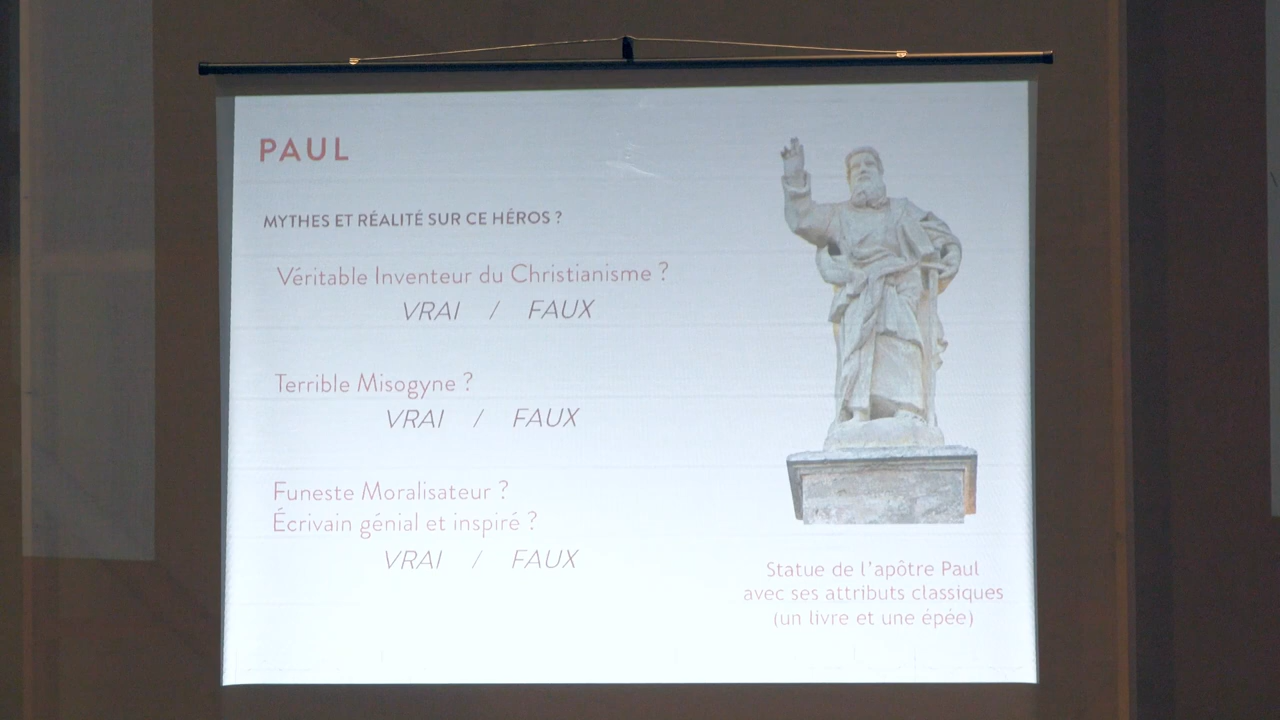 PAUL
MYTHES ET RÉALITÉ SUR CE HÉROS ?
Véritable Inventeur du Christianisme ?
VRAI / FAUX
Terrible Misogyne ?
VRAI / FAUX
Funeste Moralisateur ?
Écrivain génial et inspiré ?
VRAI / FAUX
Statue de l'apôtre Paul
avec ses attributs classiques
(un livre et une épée)